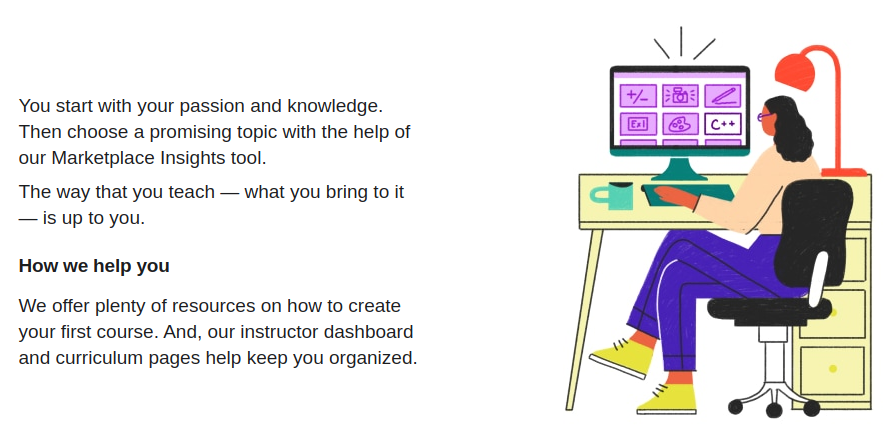 You start with your passion and knowledge.
Then choose a promising topic with the help of
our Marketplace Insights tool.
The way that you teach — what you bring to it
— is up to you.
How we help you
We offer plenty of resources on how to create
your first course. And, our instructor dashboard
and curriculum pages help keep you organized.
+/-
Exl
C++